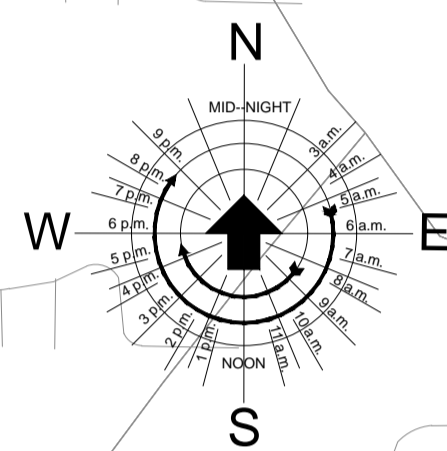 N
MID--NIGHT
9 p.m.
3 a.m.
8 p.m.
4 a.m.
7 p.m.
5 a.m.
W
6 p.m.
6 a.m.
E
5 p.m.
7 a.m.
4 p.m.
8 a.m.
3 p.m.
9 a.m.
2 p.m.
10 a.m.
1 p.m.
11 a.m.
NOON
S